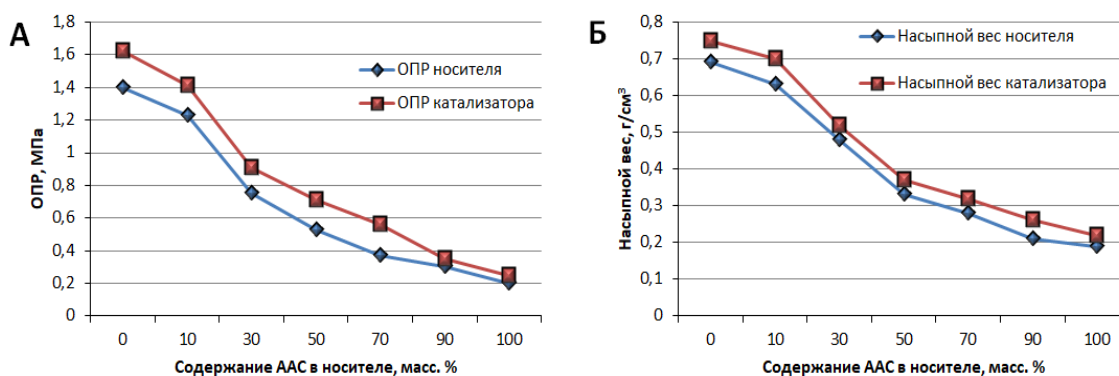 А
1,8
1,6
1,4
1,2
1
0,8
0,6
0,4
0,2
0
ОПР, МПа
ОПР носителя
ОПР катализатора
0 10 30 50 70 90 100
Содержание ААС в носителе, масс. %
Б
0,8
0,7
0,6
0,5
0,4
0,3
0,2
0,1
0
Насыпной вес, г/см³
Насыпной вес носителя
Насыпной вес катализатора
0 10 30 50 70 90 100
Содержание ААС в носителе, масс. %